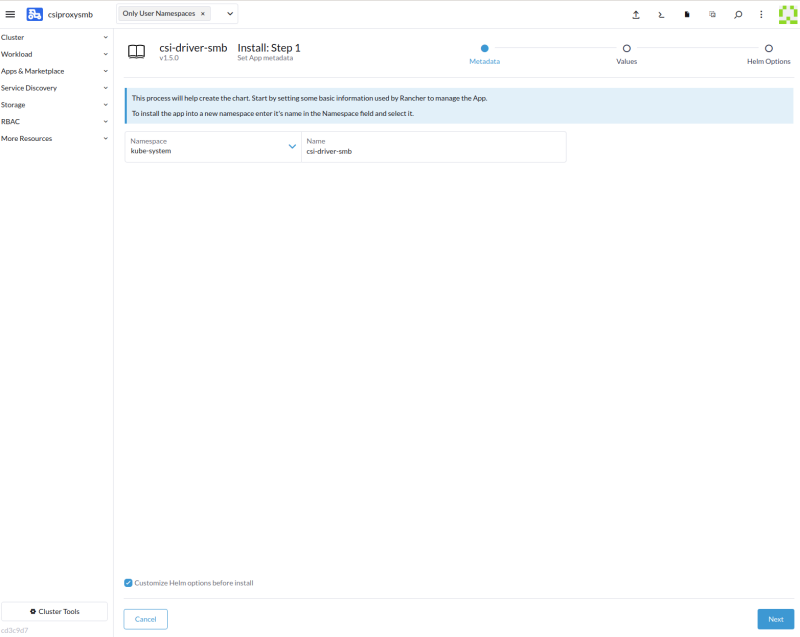 csiproxysmb
Only User Namespaces ×
Cluster
Workload
Apps & Marketplace
Service Discovery
Storage
RBAC
More Resources
csi-driver-smb
v1.5.0
Install: Step 1
Set App metadata
Metadata
Values
Helm Options
This process will help create the chart. Start by setting some basic information used by Rancher to manage the App.
To install the app into a new namespace enter it's name in the Namespace field and select it.
Namespace
kube-system
Name
csi-driver-smb
Customize Helm options before install
Cluster Tools
cd3c9d7
Cancel
Next